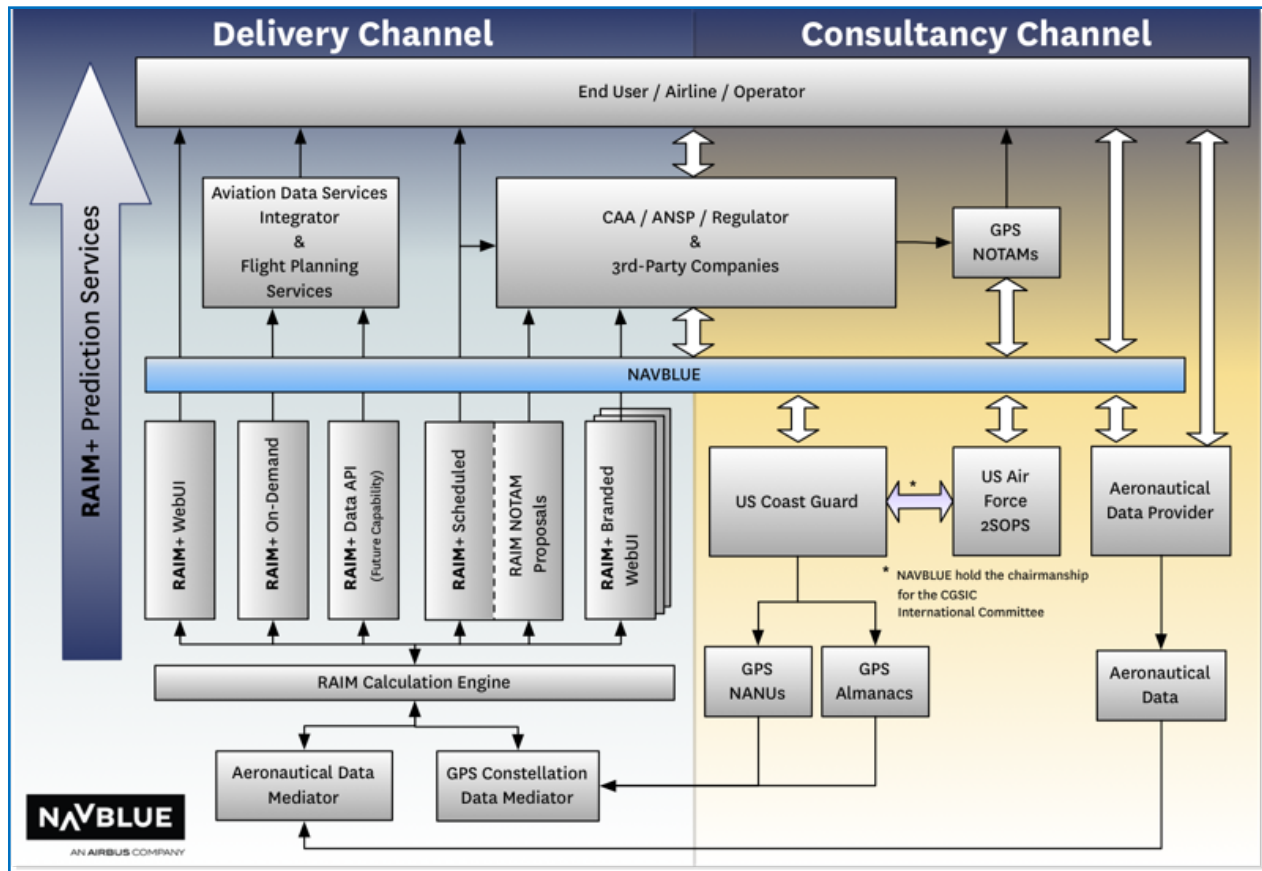 Delivery Channel
Consultancy Channel
End User / Airline / Operator
RAIM+ Prediction Services
Aviation Data Services
Integrator
&
Flight Planning
Services
CAA / ANSP / Regulator
&
3rd-Party Companies
GPS
NOTAMs
NAVBLUE
RAIM+ WebUI
RAIM+ On-Demand
RAIM+ Data API
(Future Capability)
RAIM+ Scheduled
RAIM NOTAM
Proposals
RAIM+ Branded
WebUI
US Coast Guard
*
US Air
Force
2SOPS
Aeronautical
Data Provider
* NAVBLUE hold the chairmanship
for the CGSIC
International Committee
RAIM Calculation Engine
GPS
NANUs
GPS
Almanacs
Aeronautical
Data
Aeronautical Data
Mediator
GPS Constellation
Data Mediator
NAVBLUE
AN AIRBUS COMPANY